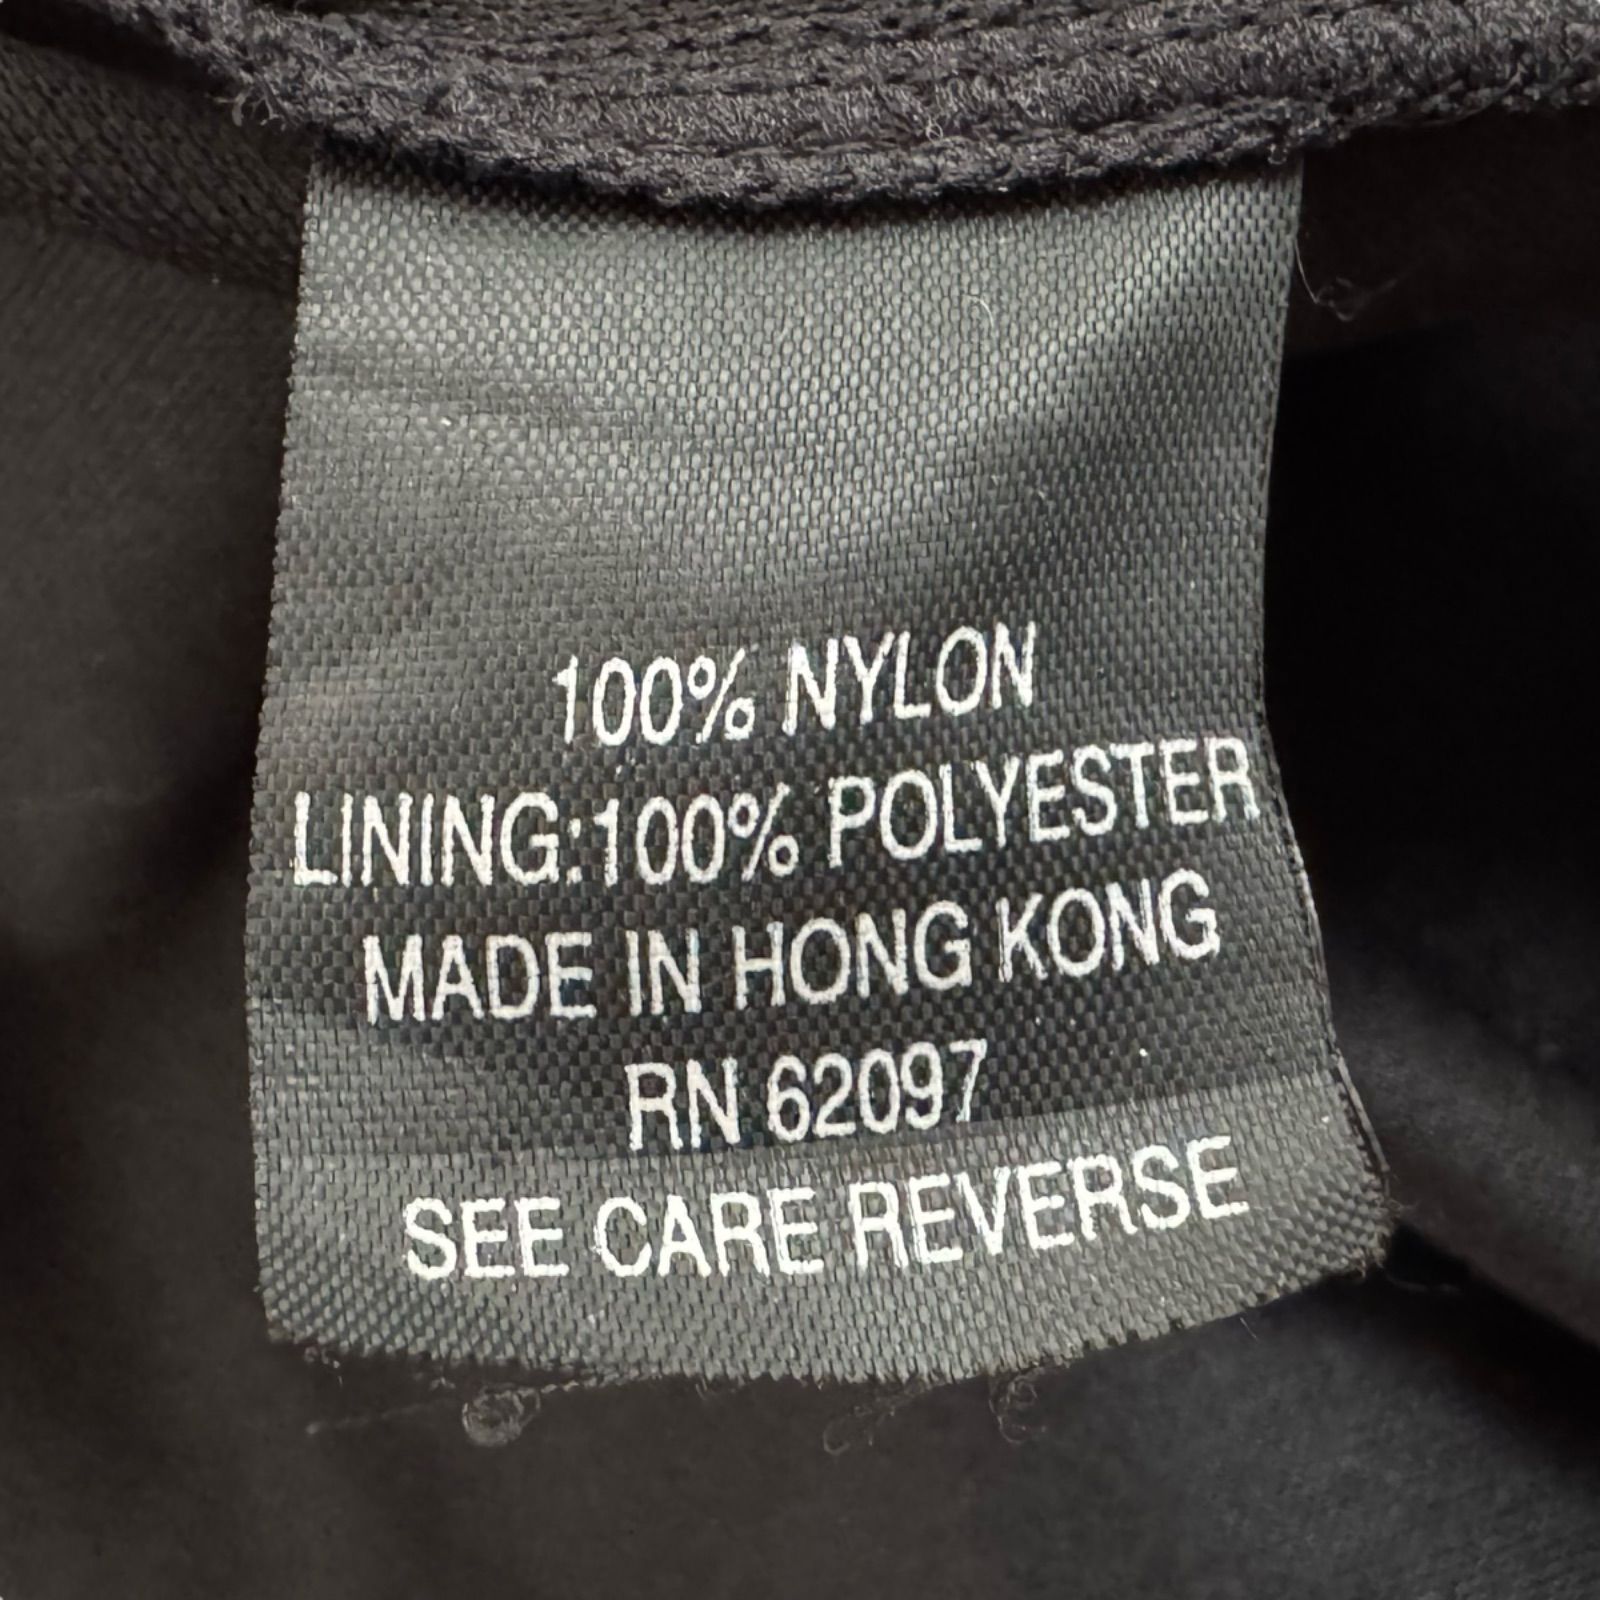 100% NYLON
LINING:100% POLYESTER
MADE IN HONG KONG
RN 62097
SEE CARE REVERSE